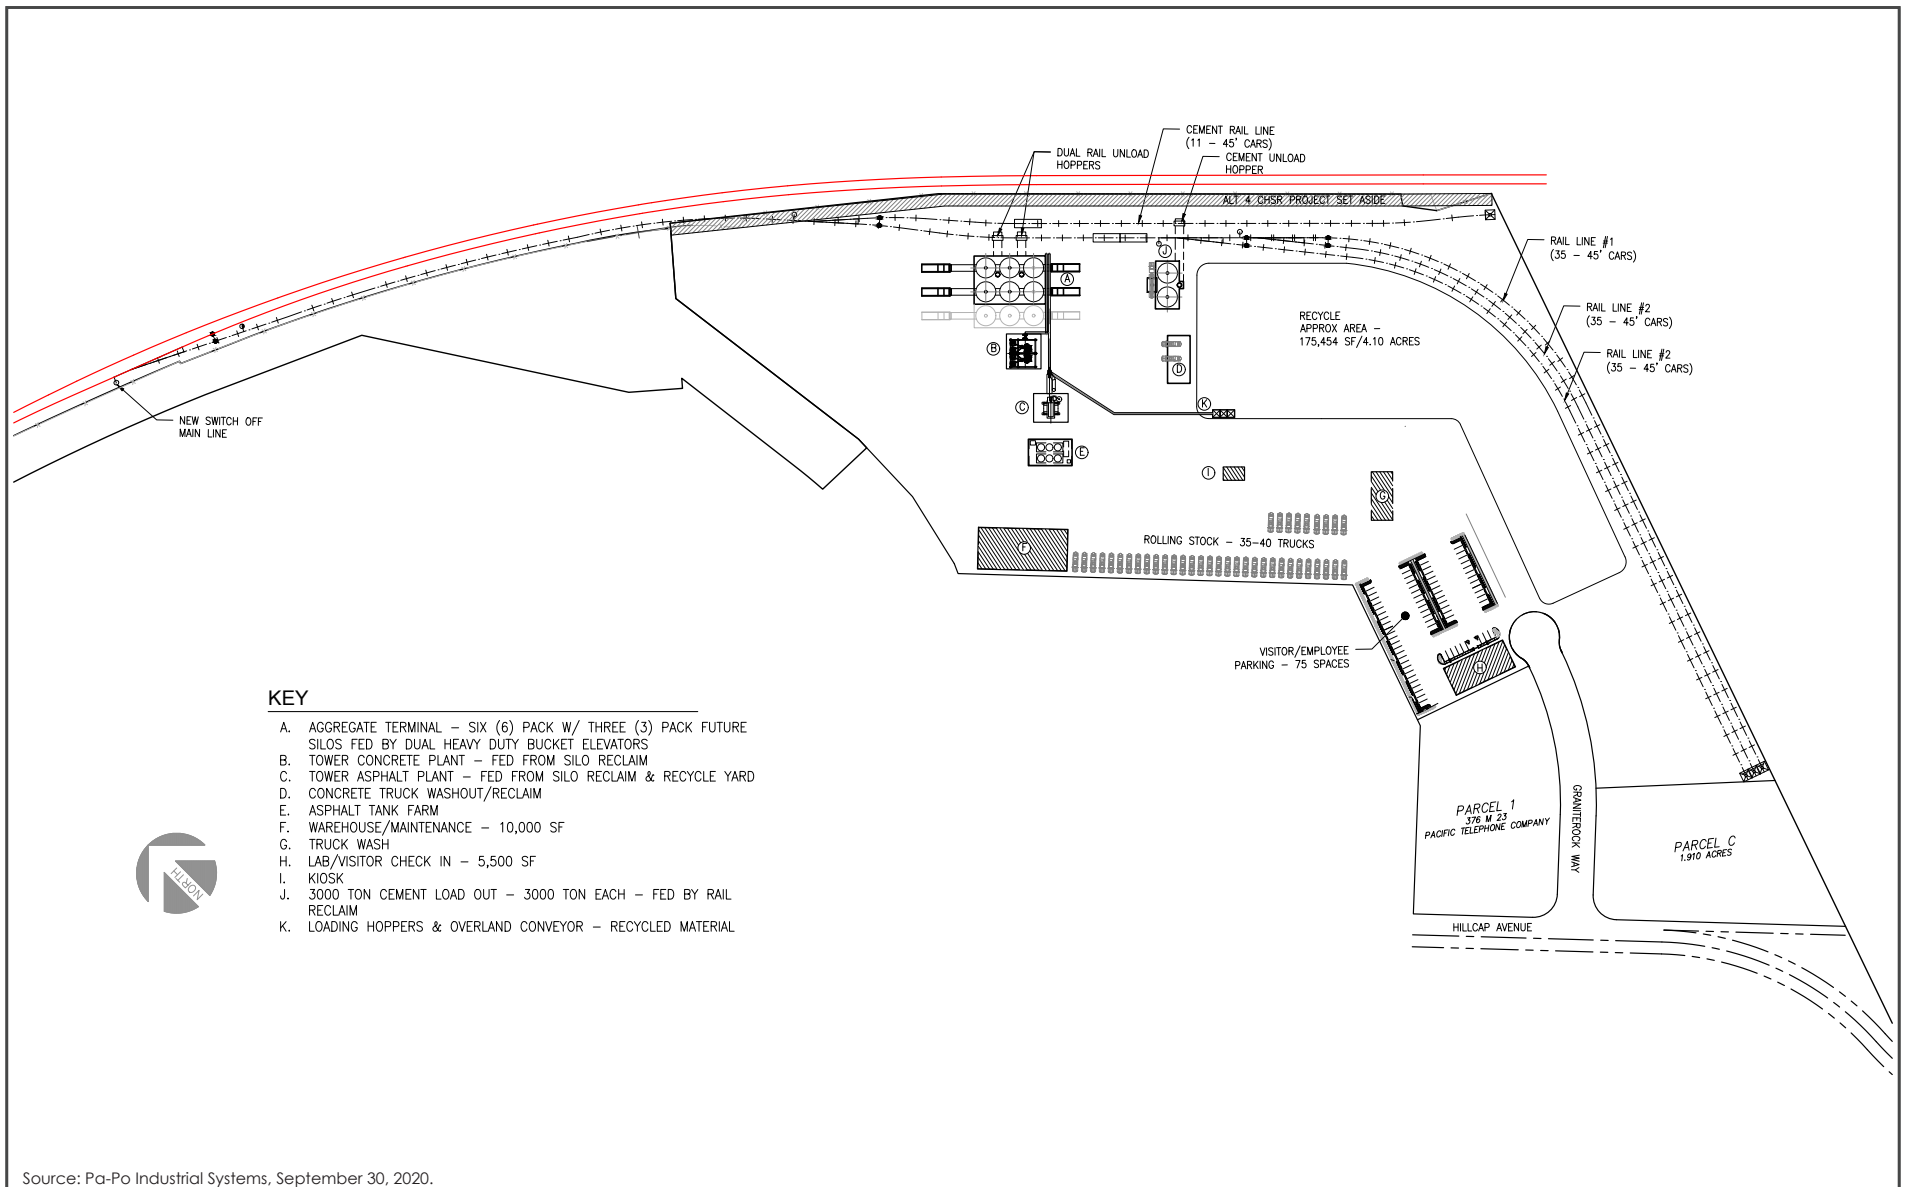 CEMENT RAIL LINE
(11 – 45' CARS)
DUAL RAIL UNLOAD
HOPPERS
CEMENT UNLOAD
HOPPER
ALT 4 CHSR PROJECT SET ASIDE
RAIL LINE #1
(35 – 45' CARS)
RAIL LINE #2
(35 – 45' CARS)
RAIL LINE #2
(35 – 45' CARS)
RECYCLE
APPROX AREA –
175,454 SF/4.10 ACRES
NEW SWITCH OFF
MAIN LINE
A
J
B
D
C
K
E
I
G
F
H
ROLLING STOCK – 35–40 TRUCKS
VISITOR/EMPLOYEE
PARKING – 75 SPACES
PARCEL 1
376 M 23
PACIFIC TELEPHONE COMPANY
GRANITEROCK WAY
PARCEL C
1.910 ACRES
HILLCAP AVENUE
NORTH
KEY
A. AGGREGATE TERMINAL – SIX (6) PACK W/ THREE (3) PACK FUTURE
SILOS FED BY DUAL HEAVY DUTY BUCKET ELEVATORS
B. TOWER CONCRETE PLANT – FED FROM SILO RECLAIM
C. TOWER ASPHALT PLANT – FED FROM SILO RECLAIM & RECYCLE YARD
D. CONCRETE TRUCK WASHOUT/RECLAIM
E. ASPHALT TANK FARM
F. WAREHOUSE/MAINTENANCE – 10,000 SF
G. TRUCK WASH
H. LAB/VISITOR CHECK IN – 5,500 SF
I. KIOSK
J. 3000 TON CEMENT LOAD OUT – 3000 TON EACH – FED BY RAIL
RECLAIM
K. LOADING HOPPERS & OVERLAND CONVEYOR – RECYCLED MATERIAL
Source: Pa-Po Industrial Systems, September 30, 2020.